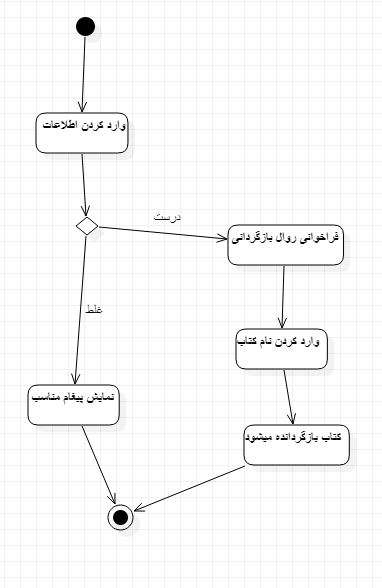 وارد کردن اطلاعات
درست
فراخوانی روال بازگردانی
غلط
وارد کردن نام کتاب
نمایش پیغام مناسب
کتاب بازگردانده میشود